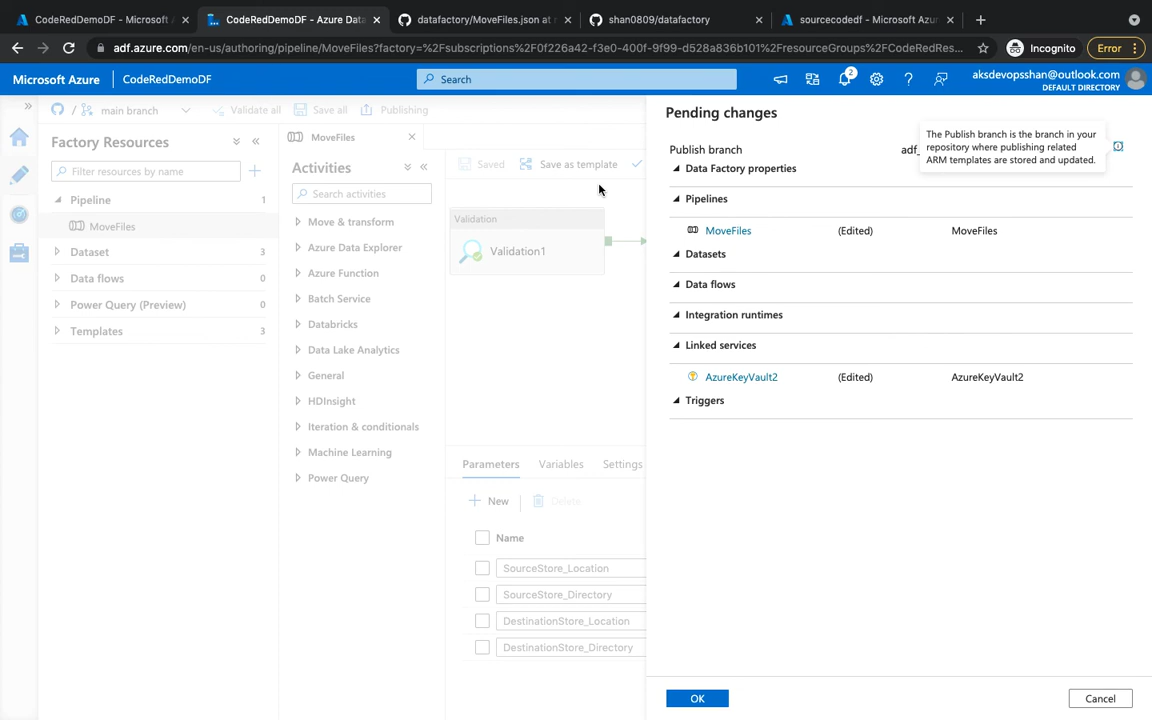 CodeRedDemoDF - Microsoft A
CodeRedDemoDF - Azure Data
datafactory/MoveFiles.json at m
shan0809/datafactory
sourcecodedf - Microsoft Azur
adf.azure.com/en-us/authoring/pipeline/MoveFiles?factory=%2Fsubscriptions%2F0f226a42-f3e0-400f-9f99-d528a836b101%2FresourceGroups%2FCodeRedRes...
Incognito
Error
Microsoft Azure
CodeRedDemoDF
Search
2
aksdevopsshan@outlook.com
DEFAULT DIRECTORY
/ main branch
Validate all
Save all
Publishing
Factory Resources
Filter resources by name
Pipeline 1
MoveFiles
Dataset 3
Data flows 0
Power Query (Preview) 0
Templates 3
MoveFiles
Activities
Search activities
Move & transform
Azure Data Explorer
Azure Function
Batch Service
Databricks
Data Lake Analytics
General
HDInsight
Iteration & conditionals
Machine Learning
Power Query
Saved
Save as template
Validation
Validation1
Parameters
Variables
Settings
New
Delete
Name
SourceStore_Location
SourceStore_Directory
DestinationStore_Location
DestinationStore_Directory
Pending changes
Publish branch
adf_
The Publish branch is the branch in your
repository where publishing related
ARM templates are stored and updated.
Data Factory properties
Pipelines
MoveFiles (Edited) MoveFiles
Datasets
Data flows
Integration runtimes
Linked services
AzureKeyVault2 (Edited) AzureKeyVault2
Triggers
OK
Cancel